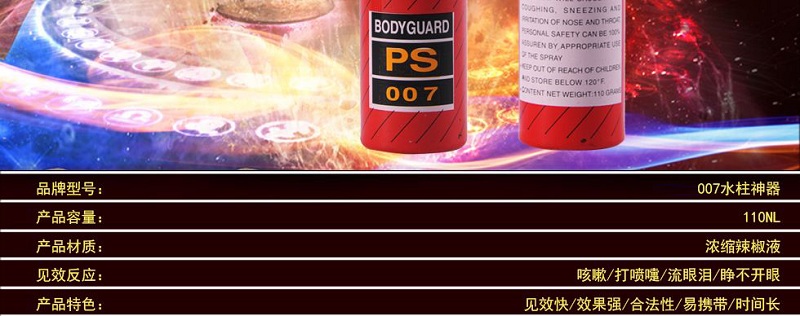 BODYGUARD
PS
007
COUGHING, SNEEZING AND
IRRITATION OF NOSE AND THROAT
PERSONAL SAFETY CAN BE 100%
ASSUREN BY APPROPRIATE USE
OF THE SPRAY
KEEP OUT OF REACH OF CHILDREN
AND STORE BELOW 120°F.
CONTENT NET WEIGHT:110 GRAMS
品牌型号: 007水柱神器
产品容量: 110NL
产品材质: 浓缩辣椒液
见效反应: 咳嗽/打喷嚏/流眼泪/睁不开眼
产品特色: 见效快/效果强/合法性/易携带/时间长